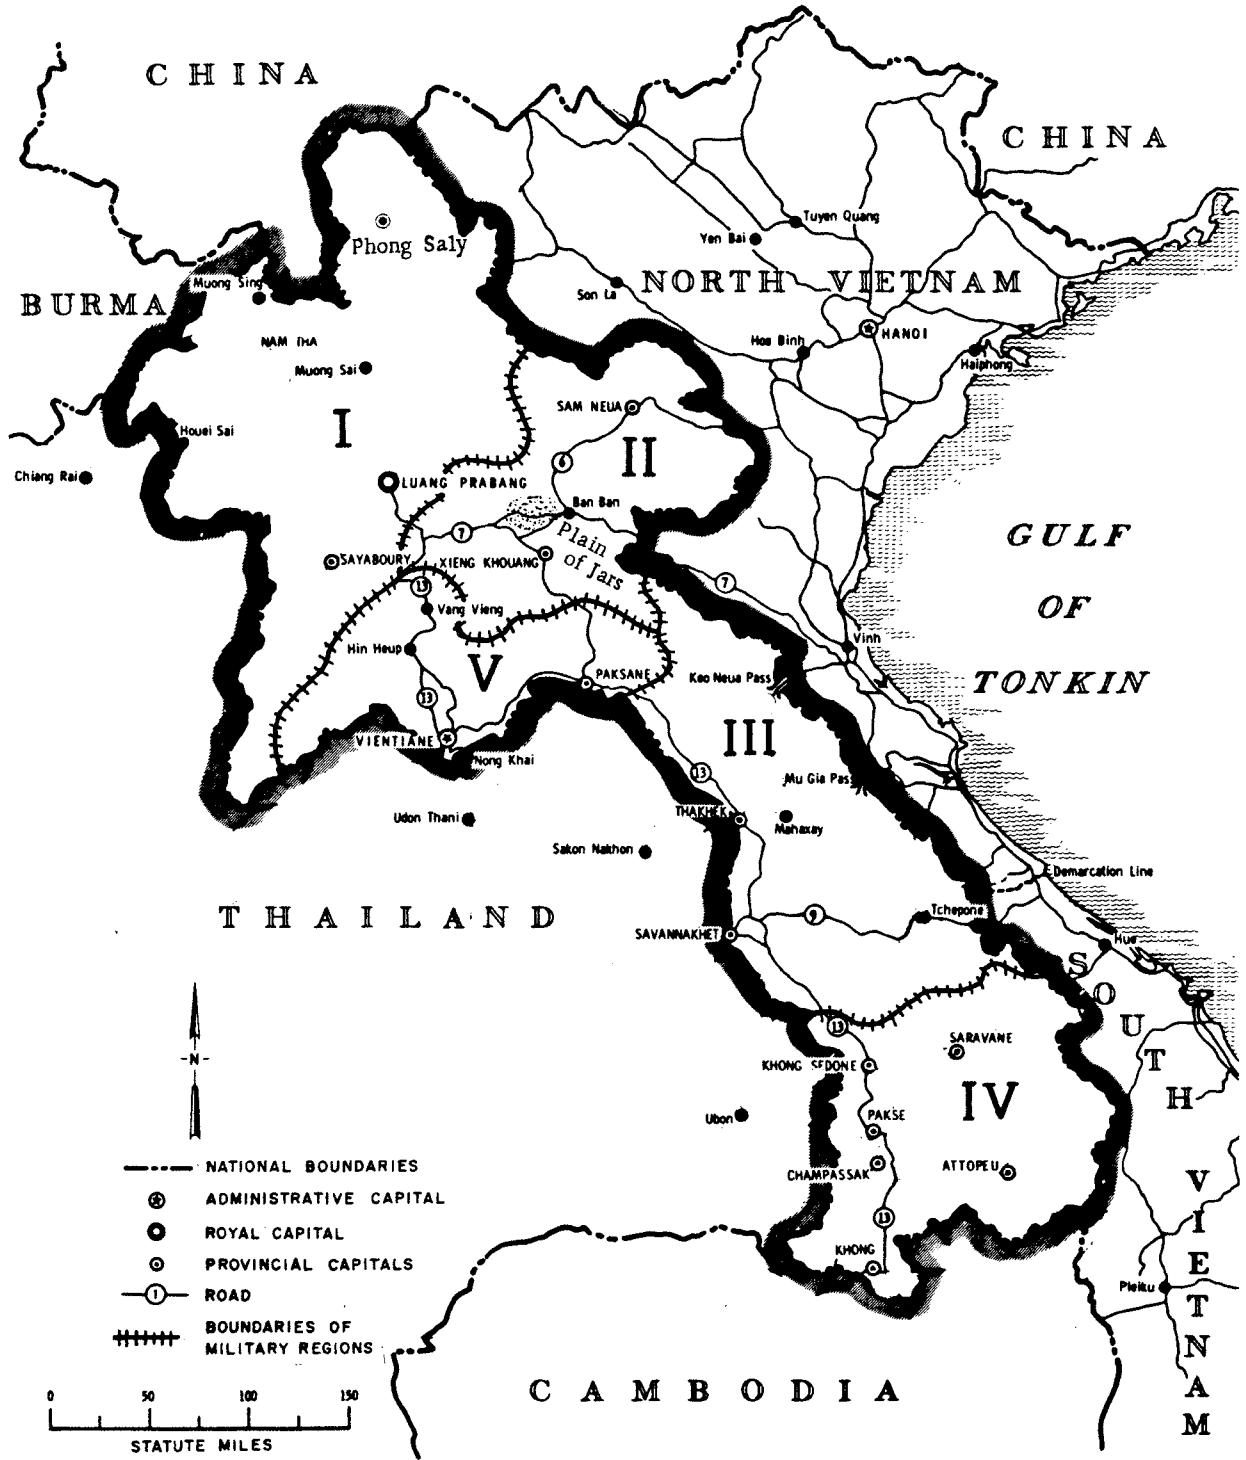 CHINA
CHINA
Phong Saly
Tuyen Quang
Yen Bai
BURMA
Muong Sing
Son La
NORTH VIETNAM
NAM THA
Hoa Binh
HANOI
Haiphong
Muong Sai
SAM NEUA
I
II
Houei Sai
Chiang Rai
6
LUANG PRABANG
Ban Ban
7
Plain
of Jars
GULF
OF
TONKIN
SAYABOURY
XIENG KHOUANG
13
7
Vang Vieng
Hin Heup
Vinh
V
PAKSANE
Keo Neua Pass
13
III
VIENTIANE
Nong Khai
13
Mu Gia Pass
Udon Thani
THAKHEK
Mahaxay
Sakon Nakhon
Demarcation Line
THAILAND
9
Tchepone
SAVANNAKHET
Hue
SOUTH VIETNAM
13
SARAVANE
-N-
KHONG SEDONE
IV
Ubon
PAKSE
CHAMPASSAK
ATTOPEU
13
KHONG
Pleiku
NATIONAL BOUNDARIES
ADMINISTRATIVE CAPITAL
ROYAL CAPITAL
PROVINCIAL CAPITALS
1
ROAD
BOUNDARIES OF
MILITARY REGIONS
0 50 100 150
STATUTE MILES
CAMBODIA